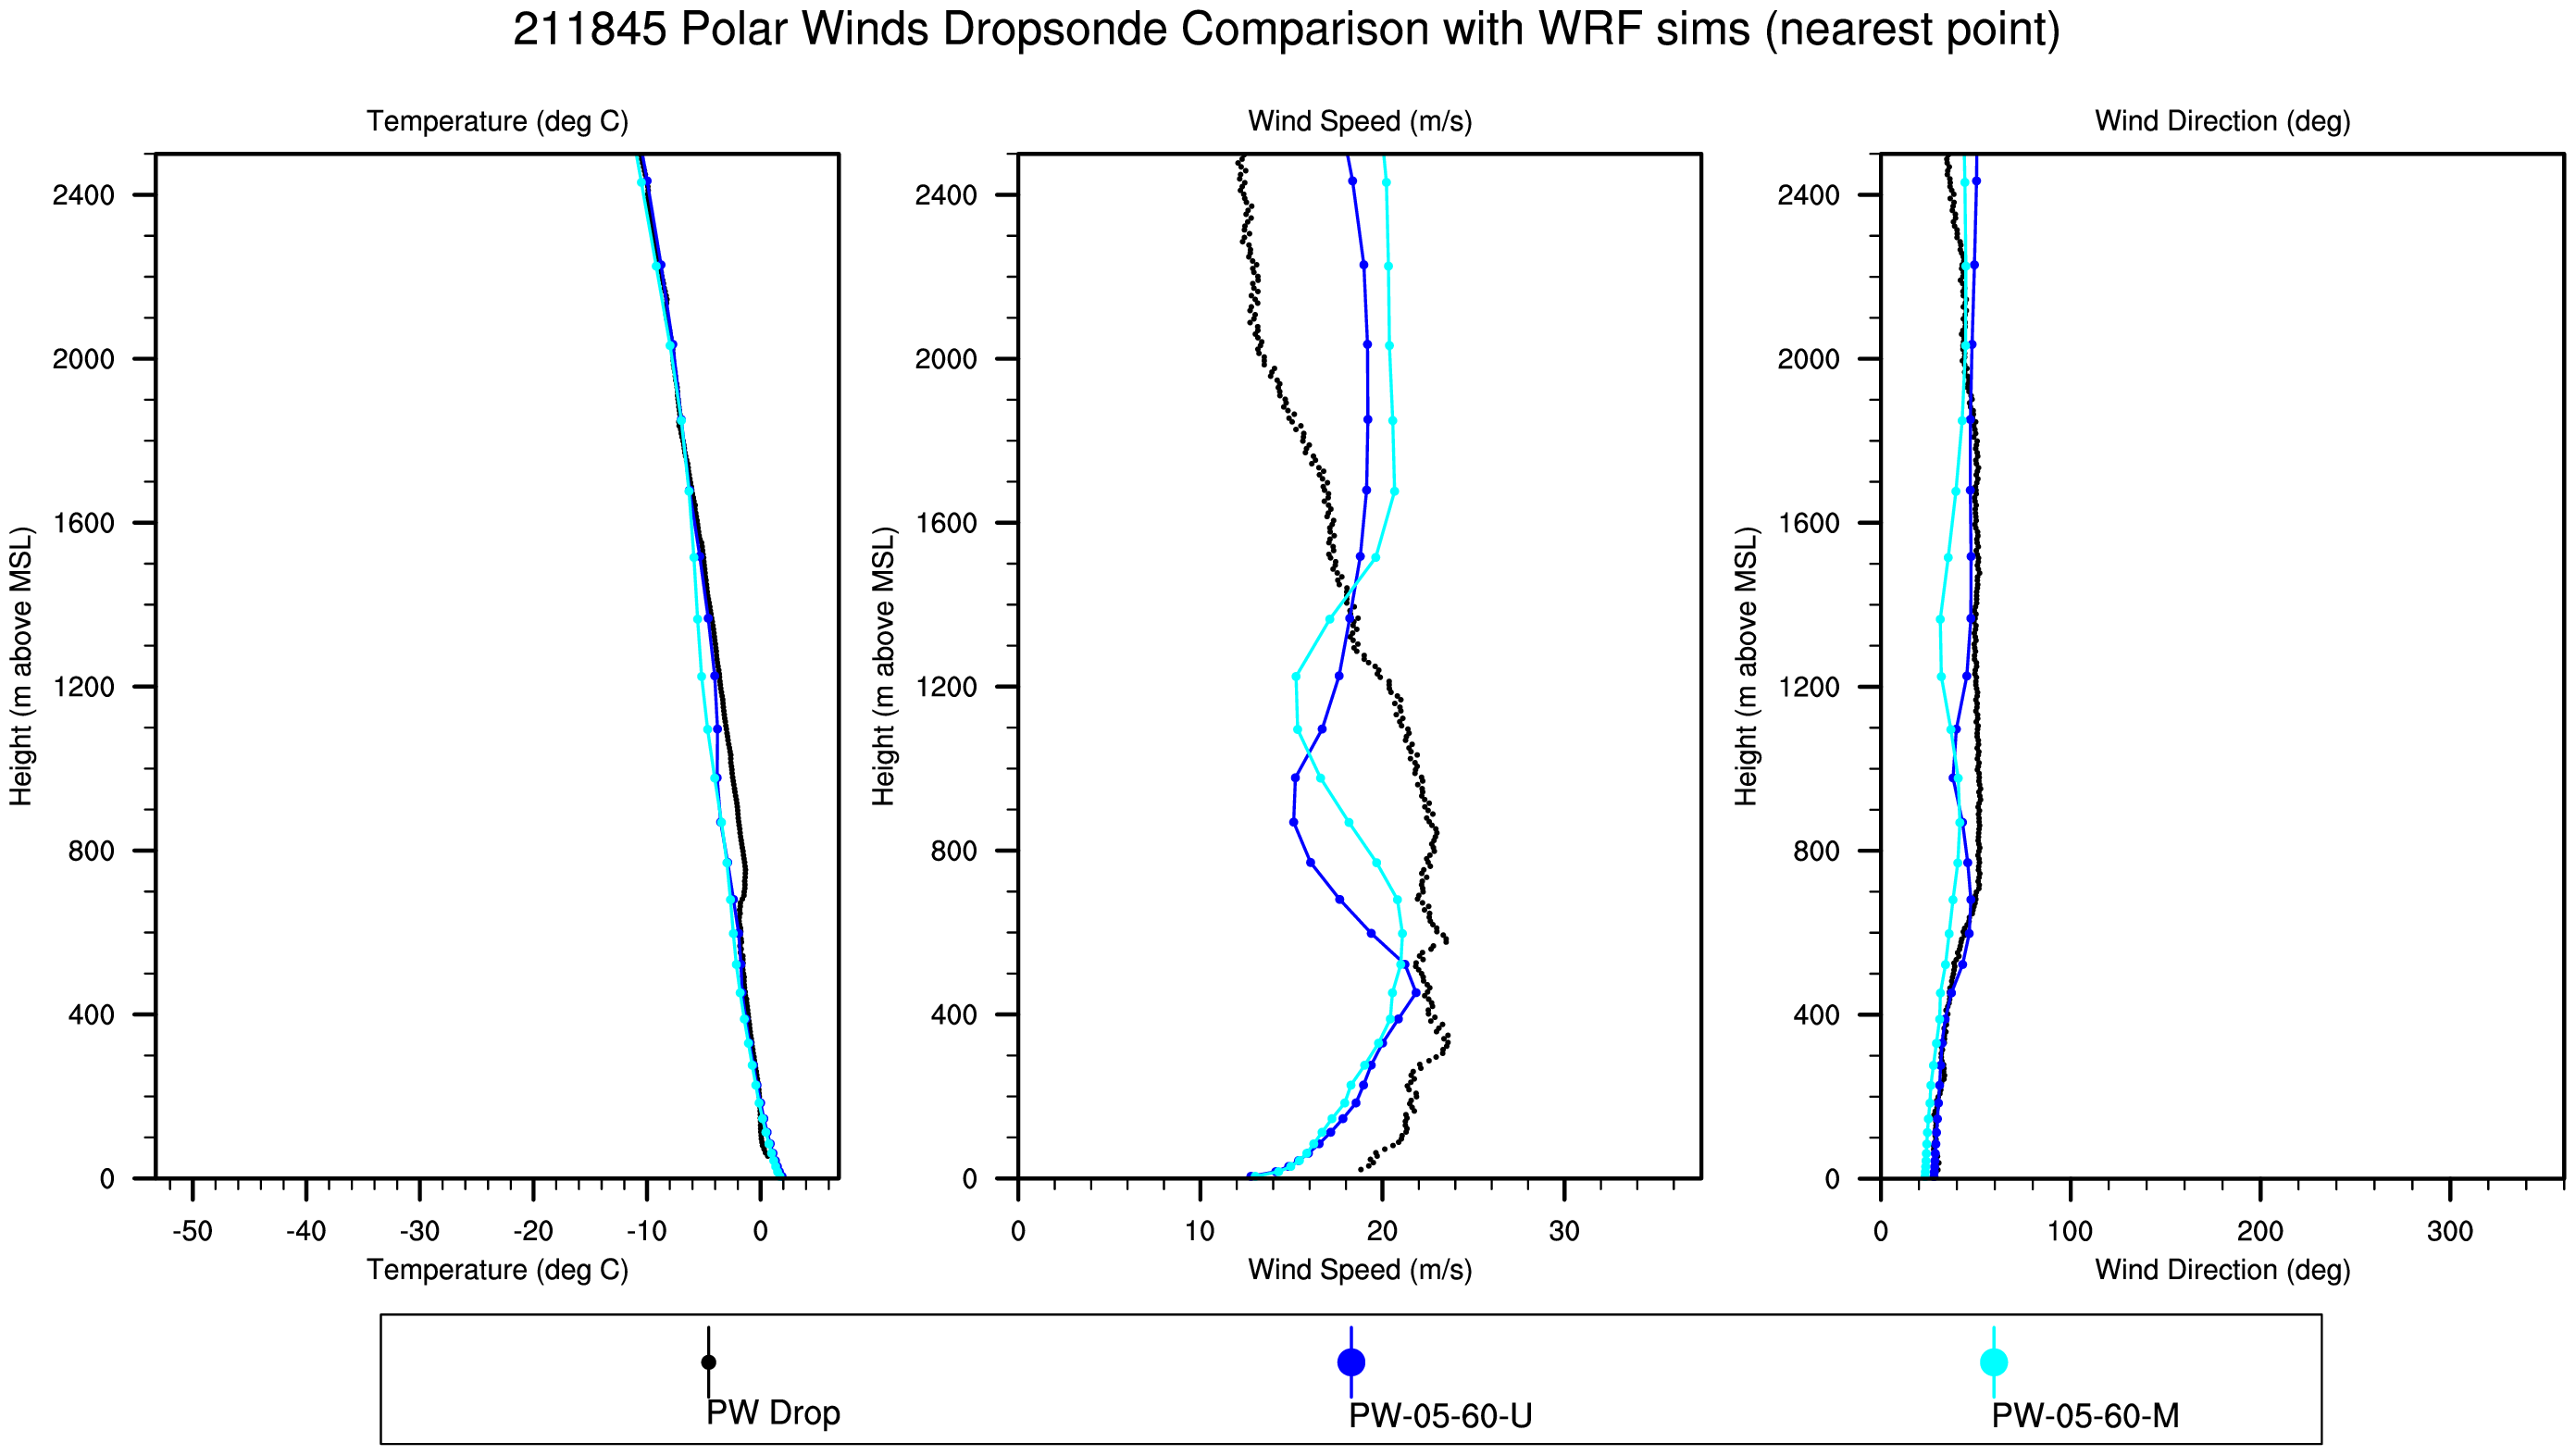 211845 Polar Winds Dropsonde Comparison with WRF sims (nearest point)
Temperature (deg C)
Wind Speed (m/s)
Wind Direction (deg)
Height (m above MSL)
2400
2000
1600
1200
800
400
0
-50 -40 -30 -20 -10 0
Temperature (deg C)
Height (m above MSL)
2400
2000
1600
1200
800
400
0
0 10 20 30
Wind Speed (m/s)
Height (m above MSL)
2400
2000
1600
1200
800
400
0
0 100 200 300
Wind Direction (deg)
PW Drop
PW-05-60-U
PW-05-60-M